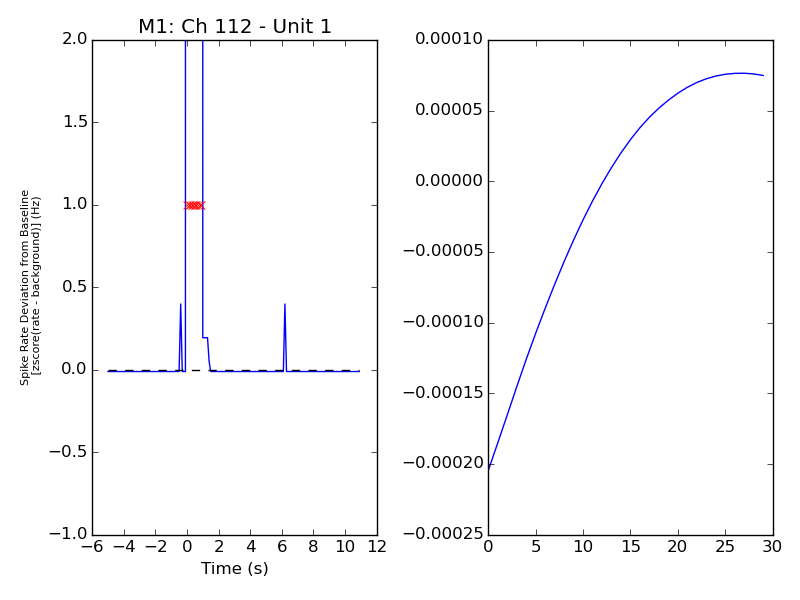 M1: Ch 112 - Unit 1
2.0
1.5
1.0
0.5
0.0
−0.5
−1.0
−6 −4 −2 0 2 4 6 8 10 12
Time (s)
Spike Rate Deviation from Baseline
[zscore(rate - background)] (Hz)
0.00010
0.00005
0.00000
−0.00005
−0.00010
−0.00015
−0.00020
−0.00025
0 5 10 15 20 25 30